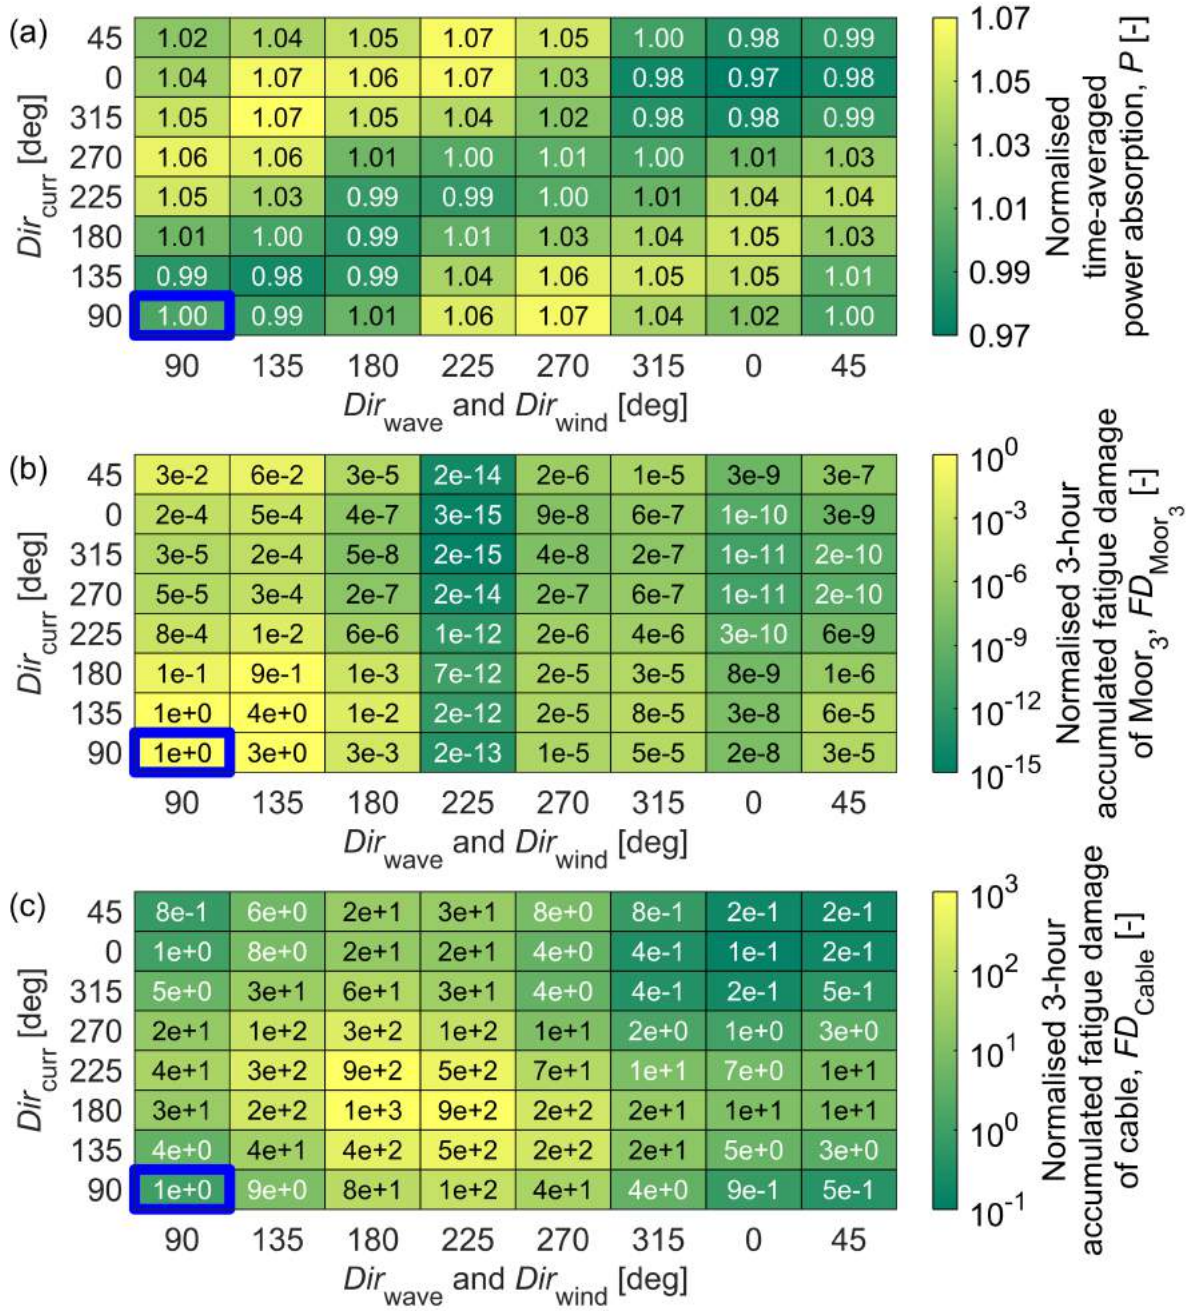 (a)
Dir_curr [deg]
45 1.02 1.04 1.05 1.07 1.05 1.00 0.98 0.99
0 1.04 1.07 1.06 1.07 1.03 0.98 0.97 0.98
315 1.05 1.07 1.05 1.04 1.02 0.98 0.98 0.99
270 1.06 1.06 1.01 1.00 1.01 1.00 1.01 1.03
225 1.05 1.03 0.99 0.99 1.00 1.01 1.04 1.04
180 1.01 1.00 0.99 1.01 1.03 1.04 1.05 1.03
135 0.99 0.98 0.99 1.04 1.06 1.05 1.05 1.01
90 1.00 0.99 1.01 1.06 1.07 1.04 1.02 1.00
90 135 180 225 270 315 0 45
Dir_wave and Dir_wind [deg]
1.07
1.05
1.03
1.01
0.99
0.97
Normalised
time-averaged
power absorption, P [-]
(b)
Dir_curr [deg]
45 3e-2 6e-2 3e-5 2e-14 2e-6 1e-5 3e-9 3e-7
0 2e-4 5e-4 4e-7 3e-15 9e-8 6e-7 1e-10 3e-9
315 3e-5 2e-4 5e-8 2e-15 4e-8 2e-7 1e-11 2e-10
270 5e-5 3e-4 2e-7 2e-14 2e-7 6e-7 1e-11 2e-10
225 8e-4 1e-2 6e-6 1e-12 2e-6 4e-6 3e-10 6e-9
180 1e-1 9e-1 1e-3 7e-12 2e-5 3e-5 8e-9 1e-6
135 1e+0 4e+0 1e-2 2e-12 2e-5 8e-5 3e-8 6e-5
90 1e+0 3e+0 3e-3 2e-13 1e-5 5e-5 2e-8 3e-5
90 135 180 225 270 315 0 45
Dir_wave and Dir_wind [deg]
10^0
10^-3
10^-6
10^-9
10^-12
10^-15
Normalised 3-hour
accumulated fatigue damage
of Moor_3, FD_Moor_3 [-]
(c)
Dir_curr [deg]
45 8e-1 6e+0 2e+1 3e+1 8e+0 8e-1 2e-1 2e-1
0 1e+0 8e+0 2e+1 2e+1 4e+0 4e-1 1e-1 2e-1
315 5e+0 3e+1 6e+1 3e+1 4e+0 4e-1 2e-1 5e-1
270 2e+1 1e+2 3e+2 1e+2 1e+1 2e+0 1e+0 3e+0
225 4e+1 3e+2 9e+2 5e+2 7e+1 1e+1 7e+0 1e+1
180 3e+1 2e+2 1e+3 9e+2 2e+2 2e+1 1e+1 1e+1
135 4e+0 4e+1 4e+2 5e+2 2e+2 2e+1 5e+0 3e+0
90 1e+0 9e+0 8e+1 1e+2 4e+1 4e+0 9e-1 5e-1
90 135 180 225 270 315 0 45
Dir_wave and Dir_wind [deg]
10^3
10^2
10^1
10^0
10^-1
Normalised 3-hour
accumulated fatigue damage
of cable, FD_Cable [-]